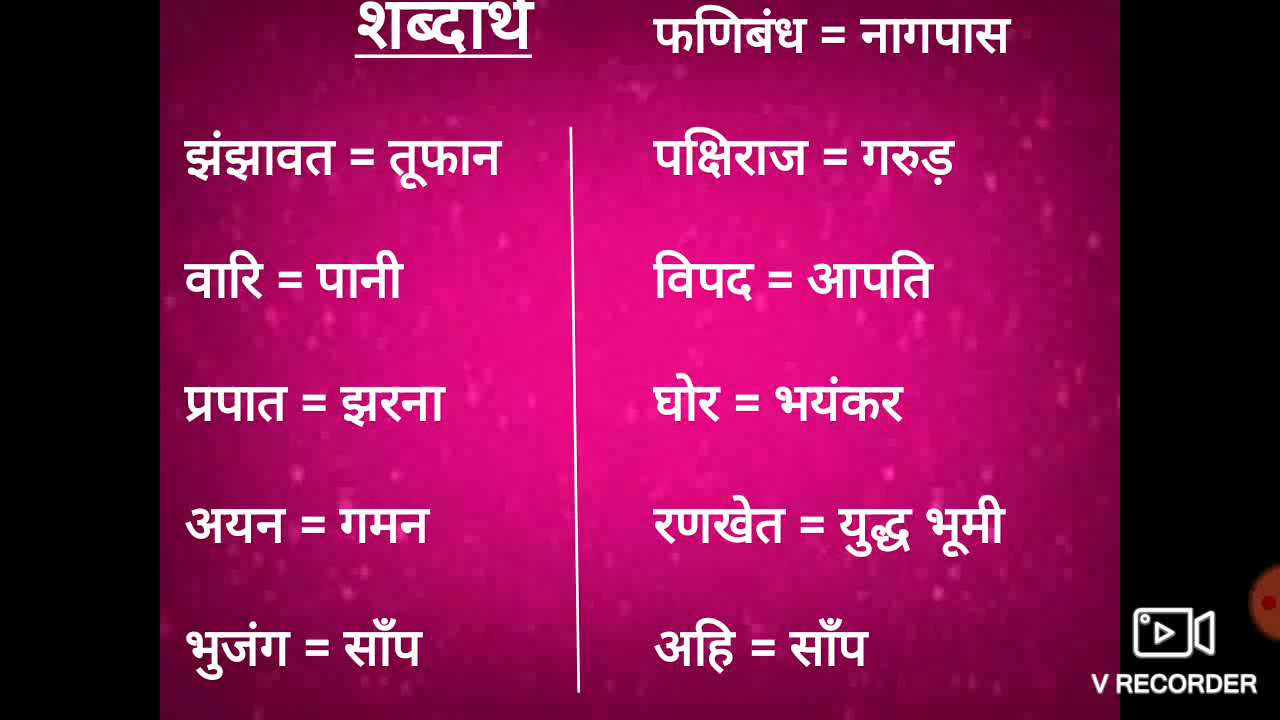 शब्दार्थ
झंझावत = तूफान
वारि = पानी
प्रपात = झरना
अयन = गमन
भुजंग = साँप
फणिबंध = नागपास
पक्षिराज = गरुड़
विपद = आपति
घोर = भयंकर
रणखेत = युद्ध भूमी
अहि = साँप
V RECORDER